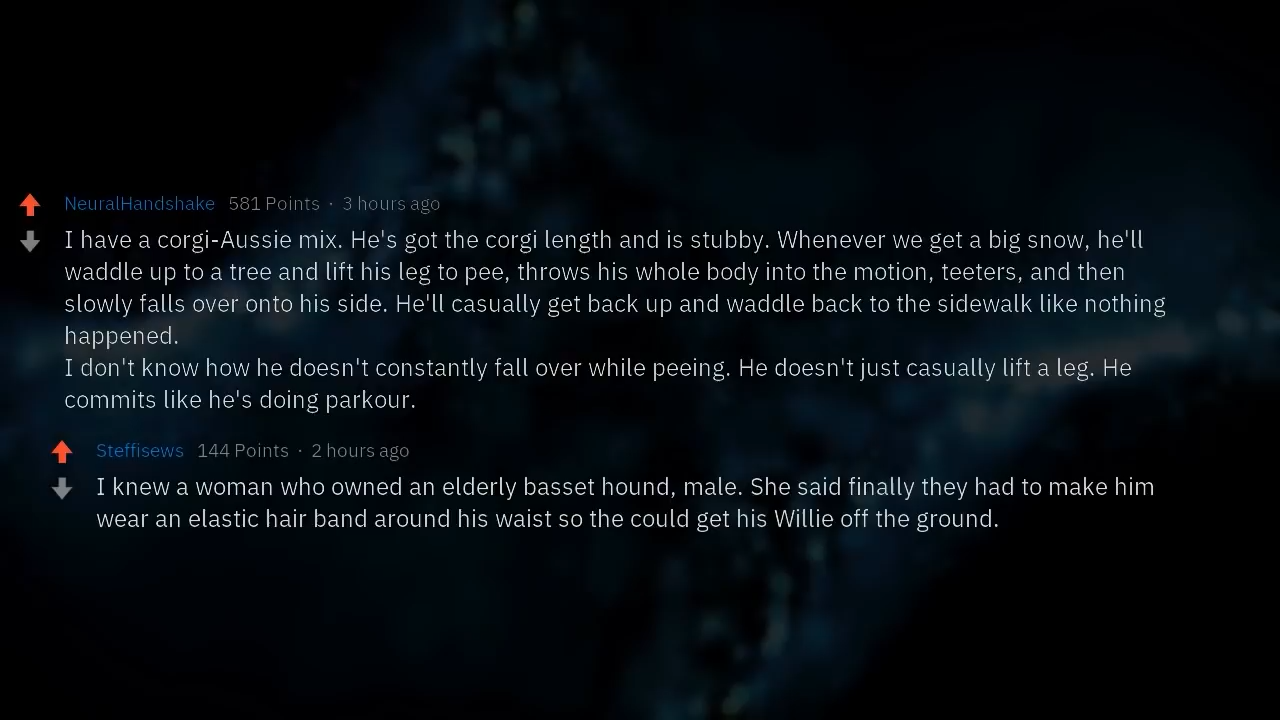 NeuralHandshake 581 Points · 3 hours ago
I have a corgi-Aussie mix. He's got the corgi length and is stubby. Whenever we get a big snow, he'll
waddle up to a tree and lift his leg to pee, throws his whole body into the motion, teeters, and then
slowly falls over onto his side. He'll casually get back up and waddle back to the sidewalk like nothing
happened.
I don't know how he doesn't constantly fall over while peeing. He doesn't just casually lift a leg. He
commits like he's doing parkour.
Steffisews 144 Points · 2 hours ago
I knew a woman who owned an elderly basset hound, male. She said finally they had to make him
wear an elastic hair band around his waist so the could get his Willie off the ground.